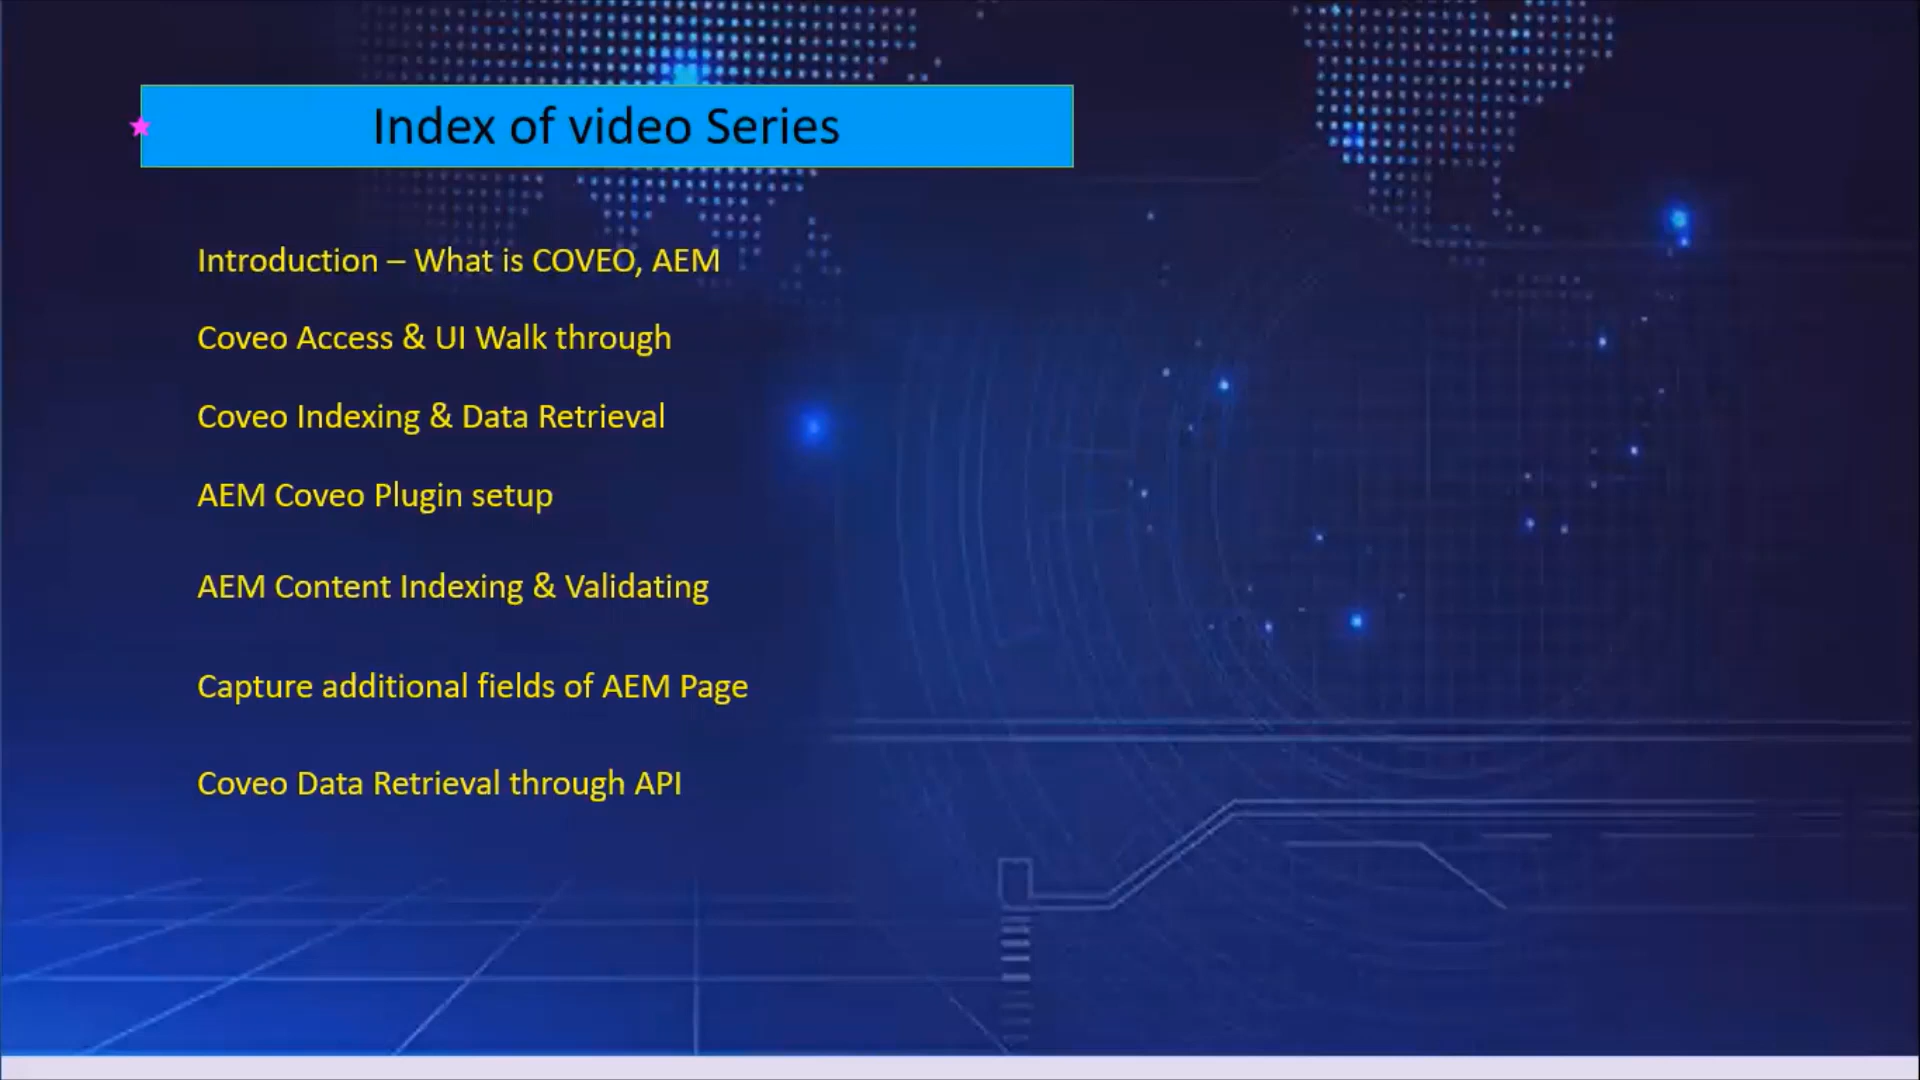 Index of video Series
Introduction – What is COVEO, AEM
Coveo Access & UI Walk through
Coveo Indexing & Data Retrieval
AEM Coveo Plugin setup
AEM Content Indexing & Validating
Capture additional fields of AEM Page
Coveo Data Retrieval through API